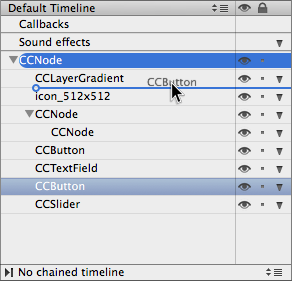 Default Timeline
Callbacks
Sound effects
CCNode
CCLayerGradient
CCButton
icon_512x512
CCNode
CCNode
CCButton
CCTextField
CCButton
CCSlider
No chained timeline